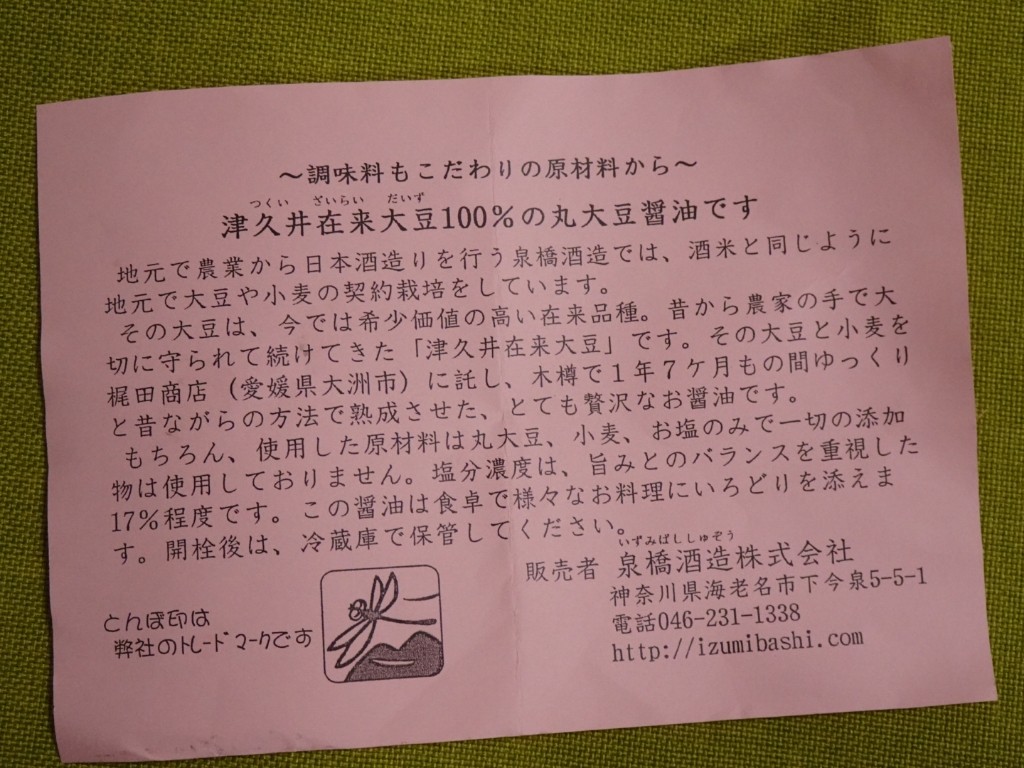 ～調味料もこだわりの原材料から～
つくい ざいらい だいず
津久井在来大豆100％の丸大豆醤油です
地元で農業から日本酒造りを行う泉橋酒造では、酒米と同じように
地元で大豆や小麦の契約栽培をしています。
その大豆は、今では希少価値の高い在来品種。昔から農家の手で大
切に守られて続けてきた「津久井在来大豆」です。その大豆と小麦を
梶田商店（愛媛県大洲市）に託し、木樽で１年７ケ月もの間ゆっくり
と昔ながらの方法で熟成させた、とても贅沢なお醤油です。
もちろん、使用した原材料は丸大豆、小麦、お塩のみで一切の添加
物は使用しておりません。塩分濃度は、旨みとのバランスを重視した
17％程度です。この醤油は食卓で様々なお料理にいろどりを添えま
す。開栓後は、冷蔵庫で保管してください。
いずみばししゅぞう
販売者 泉橋酒造株式会社
神奈川県海老名市下今泉5-5-1
電話046-231-1338
http://izumibashi.com
とんぼ印は
弊社のトレードマークです